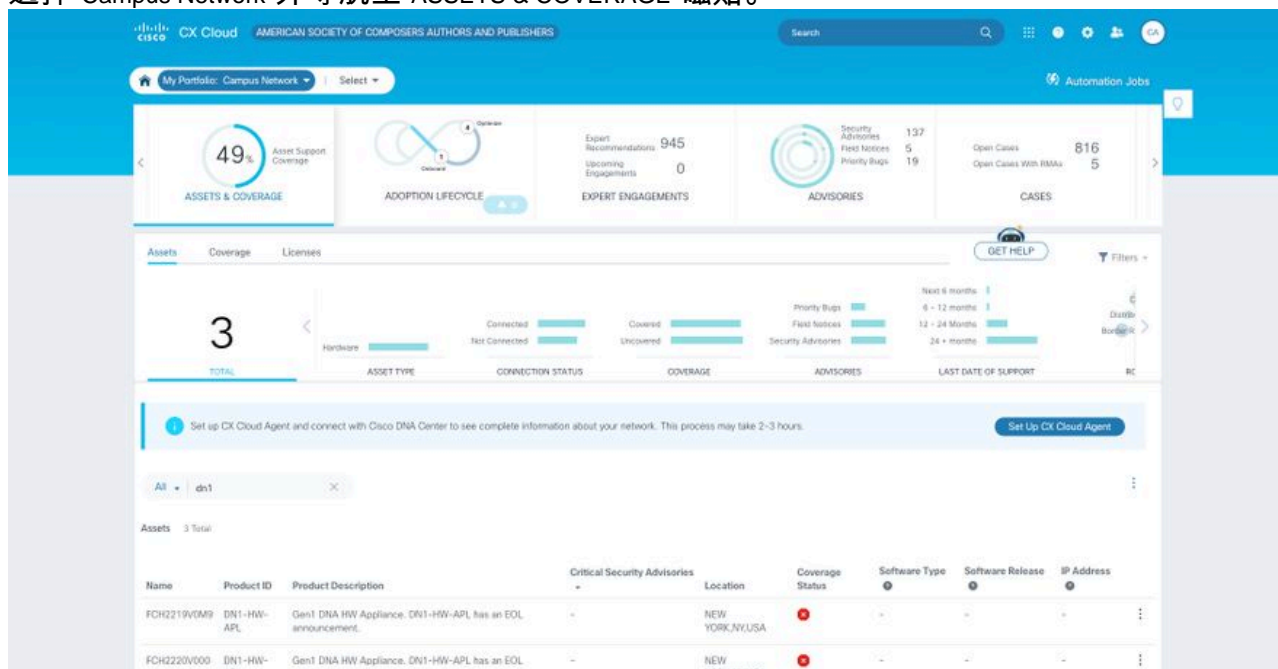 选择"Campus Network"并导航至"ASSETS & COVERAGE"磁贴。
CISCO CX Cloud AMERICAN SOCIETY OF COMPOSERS AUTHORS AND PUBLISHERS Search CA
My Portfolio: Campus Network Select Automation Jobs
49% Asset Support Coverage
ASSETS & COVERAGE
4 Optimize
1
Onboard
ADOPTION LIFECYCLE
Expert Recommendations 945
Upcoming Engagements 0
EXPERT ENGAGEMENTS
Security Advisories 137
Field Notices 5
Priority Bugs 19
ADVISORIES
Open Cases 816
Open Cases With RMAs 5
CASES
Assets Coverage Licenses GET HELP Filters
3
TOTAL
Hardware
ASSET TYPE
Connected
Not Connected
CONNECTION STATUS
Covered
Uncovered
COVERAGE
Priority Bugs
Field Notices
Security Advisories
ADVISORIES
Next 6 months
6 - 12 months
12 - 24 Months
24 + months
LAST DATE OF SUPPORT
Distrib
Border R
RC
Set up CX Cloud Agent and connect with Cisco DNA Center to see complete information about your network. This process may take 2-3 hours. Set Up CX Cloud Agent
All dn1
Assets 3 Total
Name Product ID Product Description Critical Security Advisories Location Coverage Status Software Type Software Release IP Address
FCH2219V0M9 DN1-HW-APL Gen1 DNA HW Appliance. DN1-HW-APL has an EOL announcement. - NEW YORK,NY,USA - - -
FCH2220V000 DN1-HW- Gen1 DNA HW Appliance. DN1-HW-APL has an EOL - NEW - - -